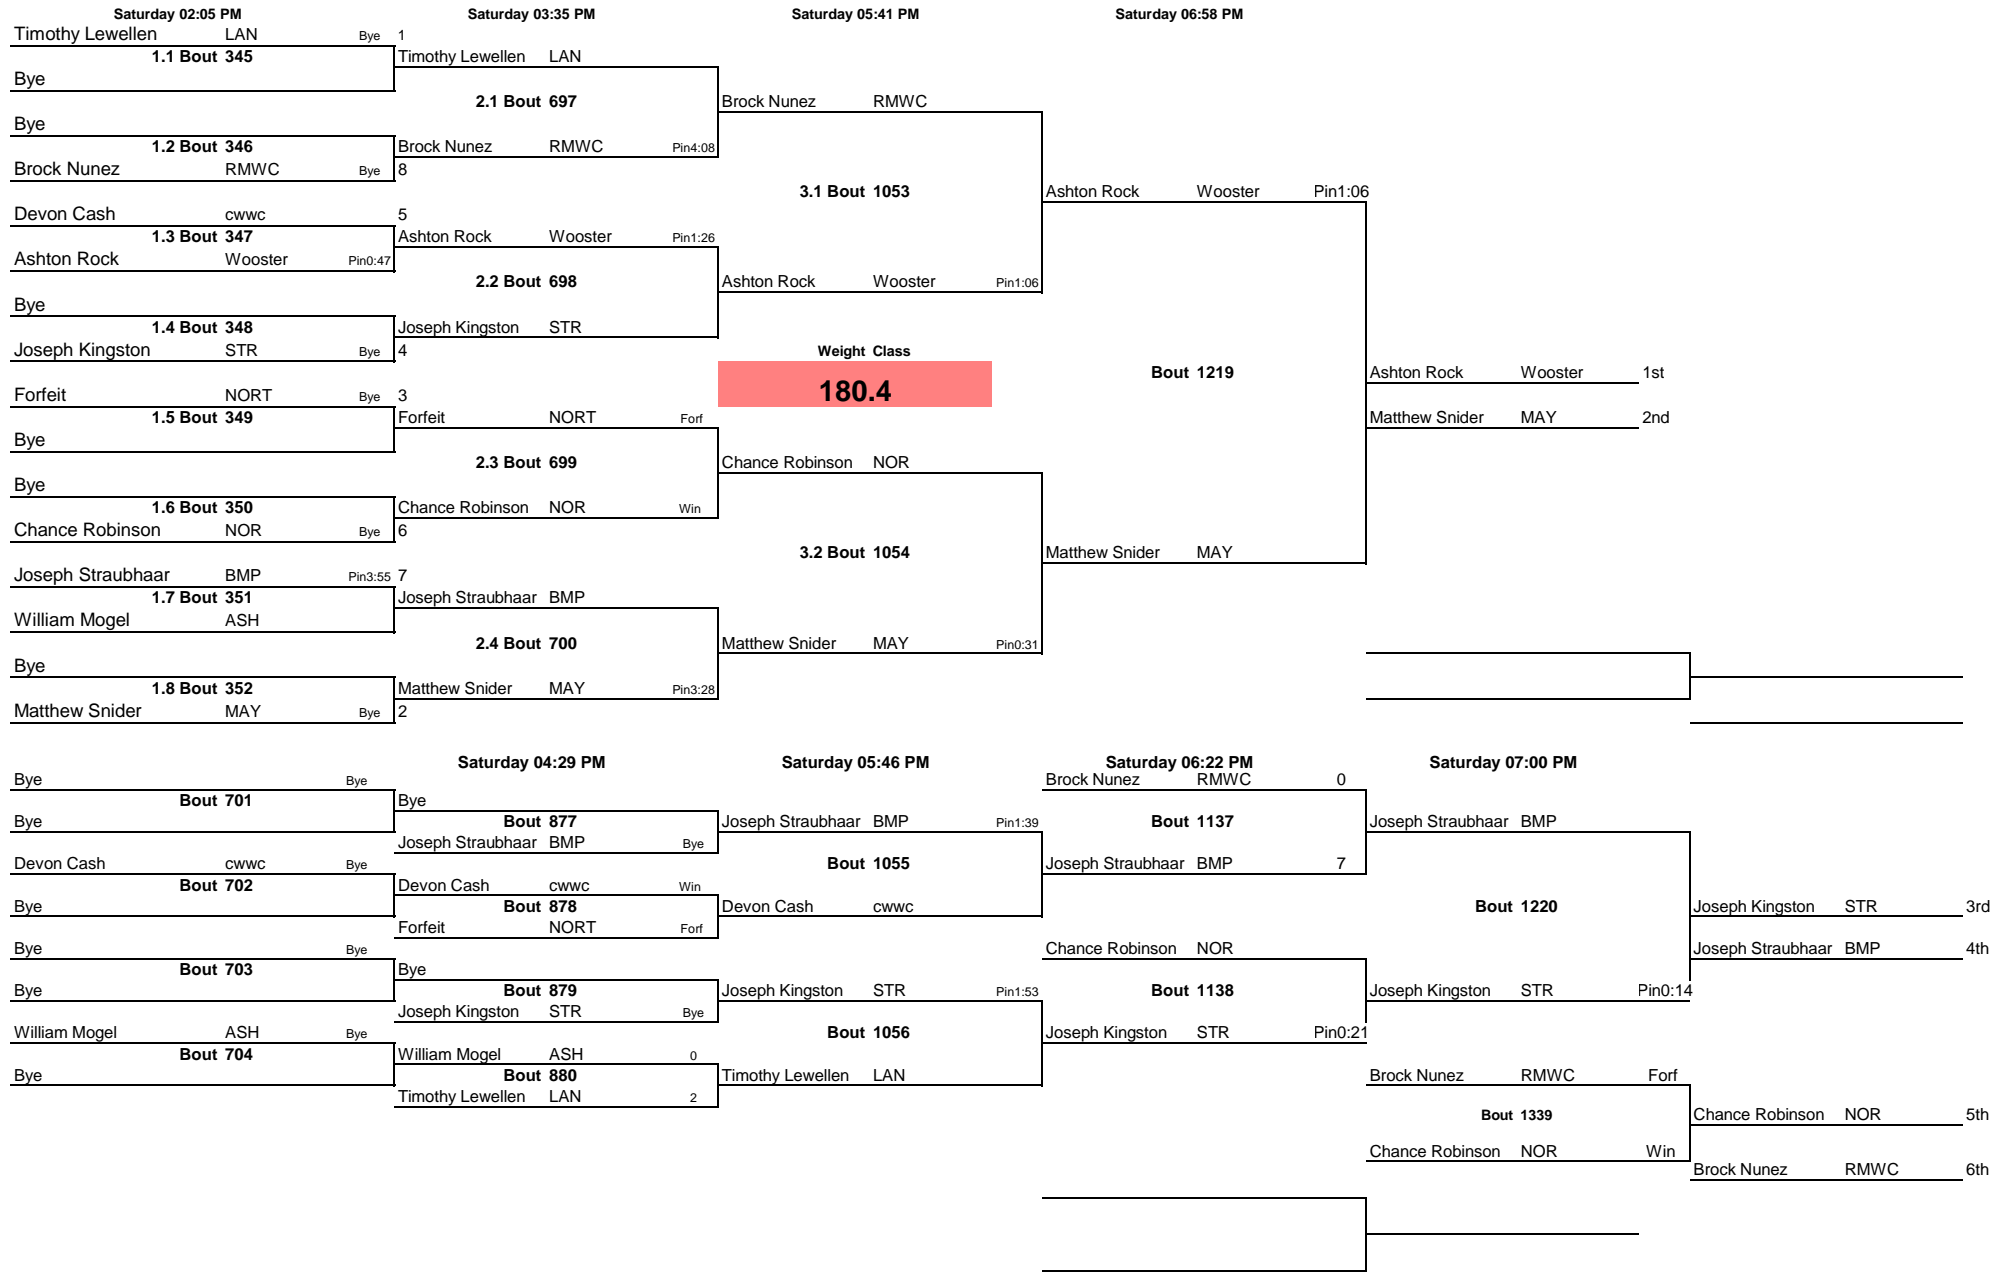 Saturday 02:05 PM Saturday 03:35 PM Saturday 05:41 PM Saturday 06:58 PM
Timothy Lewellen LAN Bye 1
1.1 Bout 345 Timothy Lewellen LAN
Bye
2.1 Bout 697 Brock Nunez RMWC
Bye
1.2 Bout 346 Brock Nunez RMWC Pin4:08
Brock Nunez RMWC Bye 8
3.1 Bout 1053 Ashton Rock Wooster Pin1:06
Devon Cash cwwc 5
1.3 Bout 347 Ashton Rock Wooster Pin1:26
Ashton Rock Wooster Pin0:47
2.2 Bout 698 Ashton Rock Wooster Pin1:06
Bye
1.4 Bout 348 Joseph Kingston STR
Joseph Kingston STR Bye 4 Weight Class
Bout 1219 Ashton Rock Wooster 1st
180.4
Forfeit NORT Bye 3
1.5 Bout 349 Forfeit NORT Forf Matthew Snider MAY 2nd
Bye
2.3 Bout 699 Chance Robinson NOR
Bye
1.6 Bout 350 Chance Robinson NOR Win
Chance Robinson NOR Bye 6
3.2 Bout 1054 Matthew Snider MAY
Joseph Straubhaar BMP Pin3:55 7
1.7 Bout 351 Joseph Straubhaar BMP
William Mogel ASH
2.4 Bout 700 Matthew Snider MAY Pin0:31
Bye
1.8 Bout 352 Matthew Snider MAY Pin3:28
Matthew Snider MAY Bye 2
Saturday 04:29 PM Saturday 05:46 PM Saturday 06:22 PM Saturday 07:00 PM
Bye Bye Brock Nunez RMWC 0
Bout 701 Bye
Bye Bout 877 Joseph Straubhaar BMP Pin1:39 Bout 1137 Joseph Straubhaar BMP
Joseph Straubhaar BMP Bye
Devon Cash cwwc Bye Bout 1055 Joseph Straubhaar BMP 7
Bout 702 Devon Cash cwwc Win
Bye Bout 878 Devon Cash cwwc Bout 1220 Joseph Kingston STR 3rd
Forfeit NORT Forf
Bye Bye Chance Robinson NOR Joseph Straubhaar BMP 4th
Bout 703 Bye
Bye Bout 879 Joseph Kingston STR Pin1:53 Bout 1138 Joseph Kingston STR Pin0:14
Joseph Kingston STR Bye
William Mogel ASH Bye Bout 1056 Joseph Kingston STR Pin0:21
Bout 704 William Mogel ASH 0
Bye Bout 880 Timothy Lewellen LAN Brock Nunez RMWC Forf
Timothy Lewellen LAN 2
Bout 1339 Chance Robinson NOR 5th
Chance Robinson NOR Win
Brock Nunez RMWC 6th